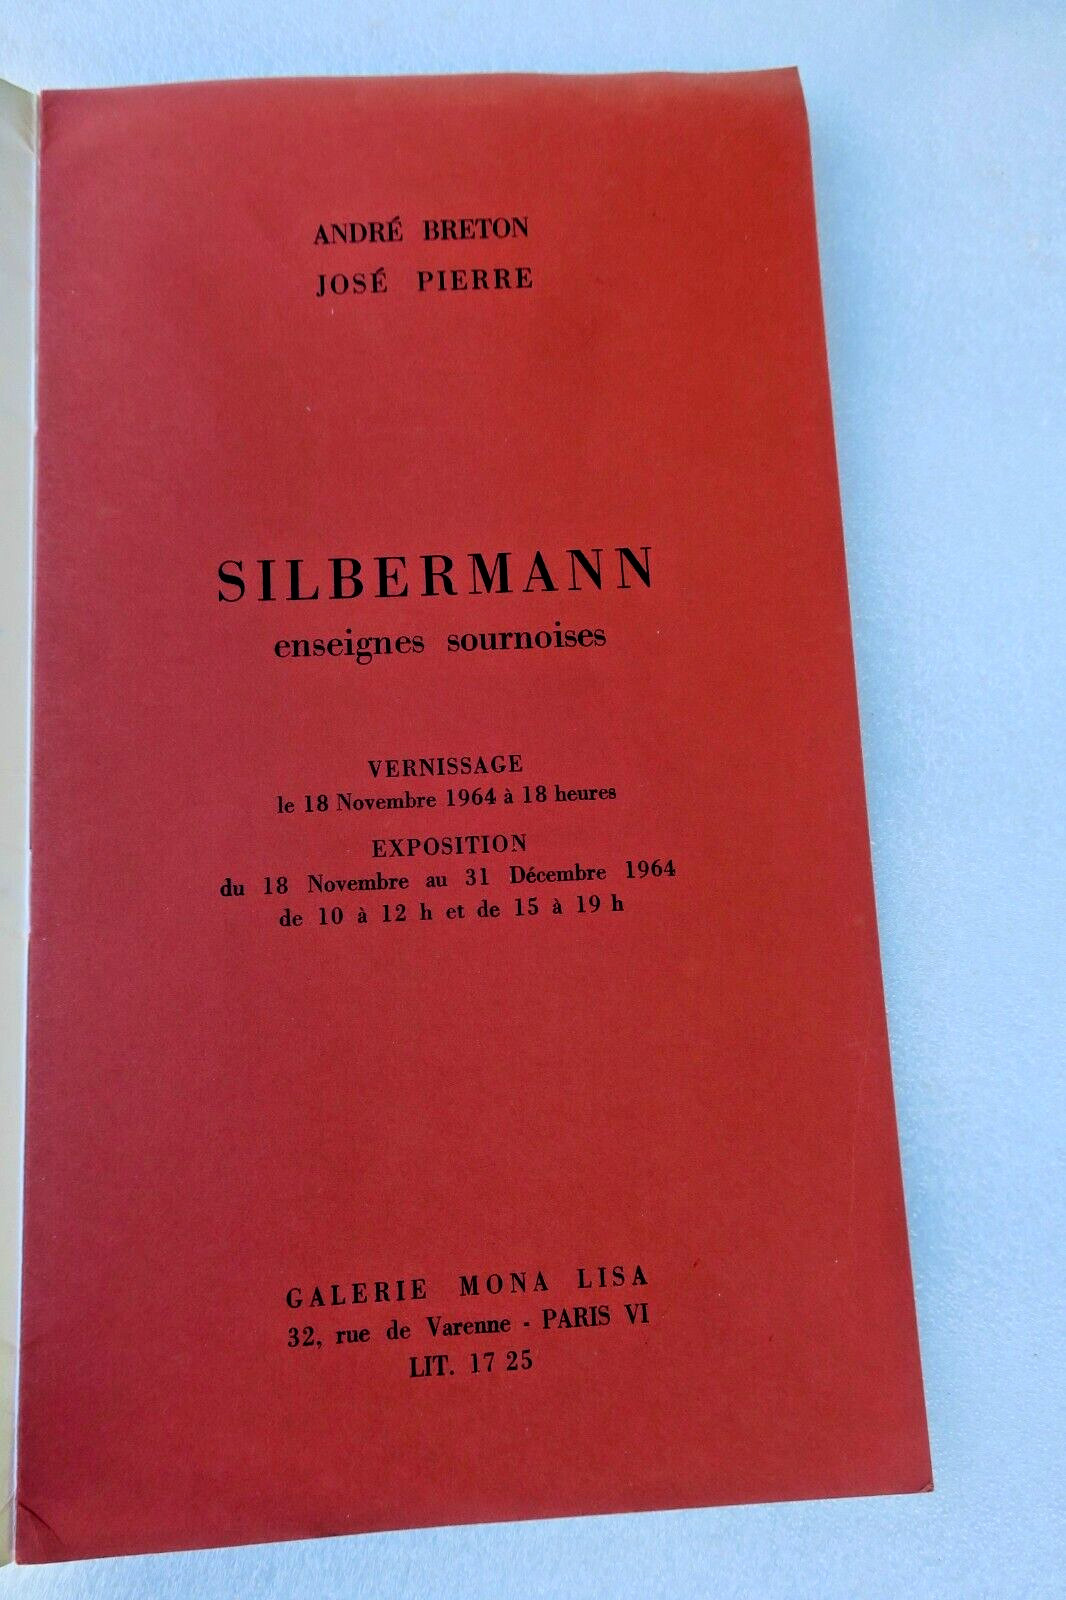 ANDRÉ BRETON
JOSÉ PIERRE
SILBERMANN
enseignes sournoises
VERNISSAGE
le 18 Novembre 1964 à 18 heures
EXPOSITION
du 18 Novembre au 31 Décembre 1964
de 10 à 12 h et de 15 à 19 h
GALERIE MONA LISA
32, rue de Varenne - PARIS VI
LIT. 17 25